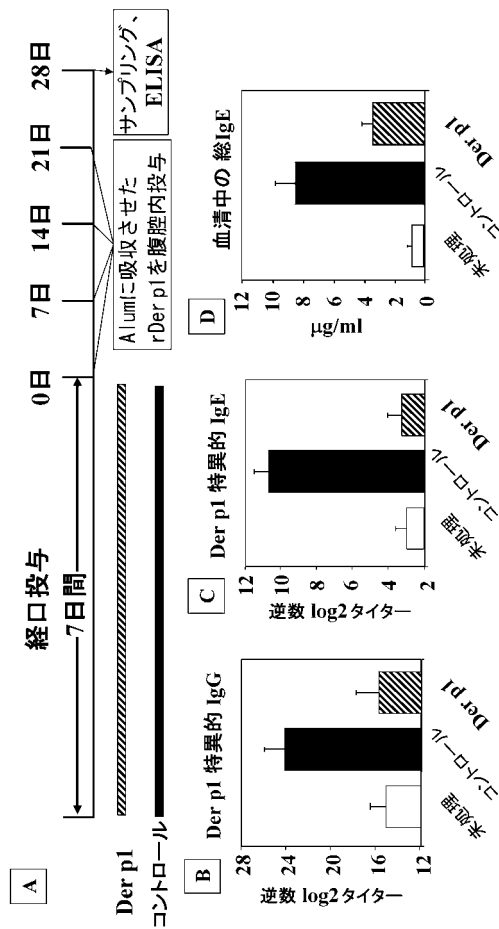 A
経口投与
7日間
0日
7日
14日
21日
28日
Der p1
コントロール
Alumに吸収させた
rDer p1を腹腔内投与
サンプリング、
ELISA
B
Der p1 特異的 IgG
逆数 log2タイター
28
24
20
16
12
未処理
コントロール
Der p1
C
Der p1 特異的 IgE
逆数 log2タイター
12
10
8
6
4
2
未処理
コントロール
Der p1
D
血清中の 総IgE
μg/ml
12
10
8
6
4
2
0
未処理
コントロール
Der p1